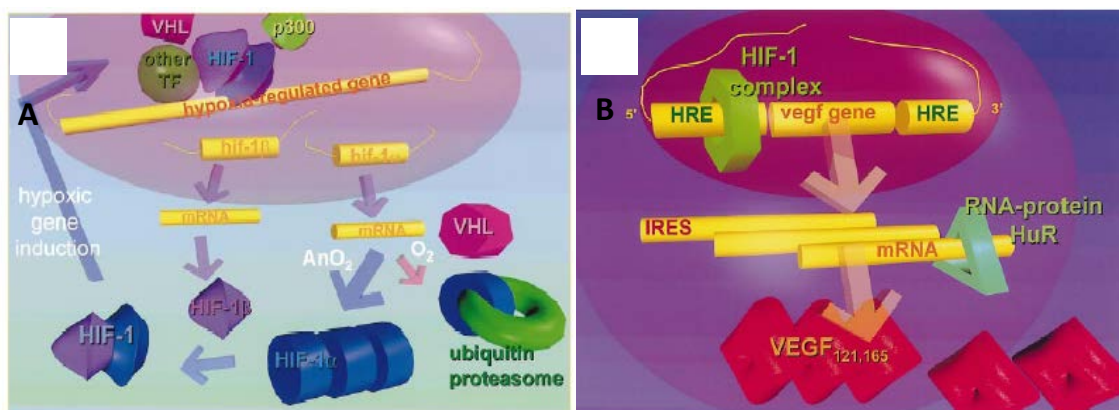 VHL
p300
other
TF
HIF-1
hypoxic-regulated gene
A
hif-1β
hif-1α
hypoxic
gene
induction
mRNA
mRNA
VHL
AnO₂
O₂
HIF-1β
HIF-1
HIF-1α
ubiquitin
proteasome
B
HIF-1
complex
5'
HRE
vegf gene
HRE
3'
RNA-protein
HuR
IRES
mRNA
VEGF₁₂₁,₁₆₅